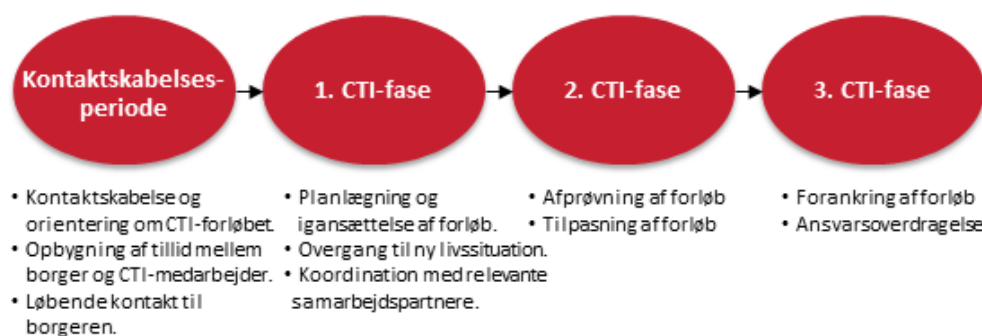 Kontaktskabelses-
periode
1. CTI-fase
2. CTI-fase
3. CTI-fase
• Kontaktskabelse og
orientering om CTI-forløbet.
• Opbygning af tillid mellem
borger og CTI-medarbejder.
• Løbende kontakt til
borgeren.
• Planlægning og
igansættelse af forløb.
• Overgang til ny livssituation.
• Koordination med relevante
samarbejdspartnere.
• Afprøvning af forløb
• Tilpasning af forløb
• Forankring af forløb
• Ansvarsoverdragelse